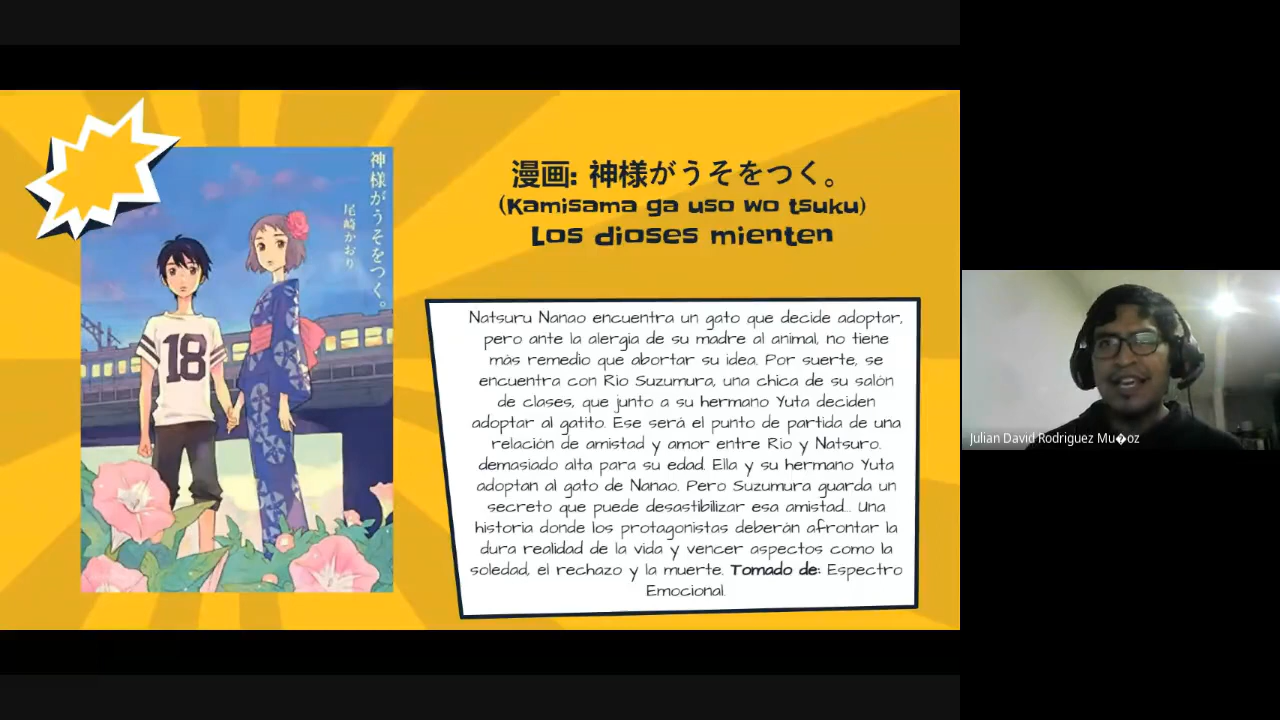 神様がうそをつく。
尾崎かおり
18
漫画: 神様がうそをつく。
(Kamisama ga uso wo tsuku)
Los dioses mienten
Natsuru Nanao encuentra un gato que decide adoptar,
pero ante la alergia de su madre al animal, no tiene
más remedio que abortar su idea. Por suerte, se
encuentra con Rio Suzumura, una chica de su salón
de clases, que junto a su hermano Yuta deciden
adoptar al gatito. Ese será el punto de partida de una
relación de amistad y amor entre Rio y Natsuro.
demasiado alta para su edad. Ella y su hermano Yuta
adoptan al gato de Nanao. Pero Suzumura guarda un
secreto que puede desastibilizar esa amistad... Una
historia donde los protagonistas deberán afrontar la
dura realidad de la vida y vencer aspectos como la
soledad, el rechazo y la muerte. Tomado de: Espectro
Emocional.
Julian David Rodriguez Mu�oz